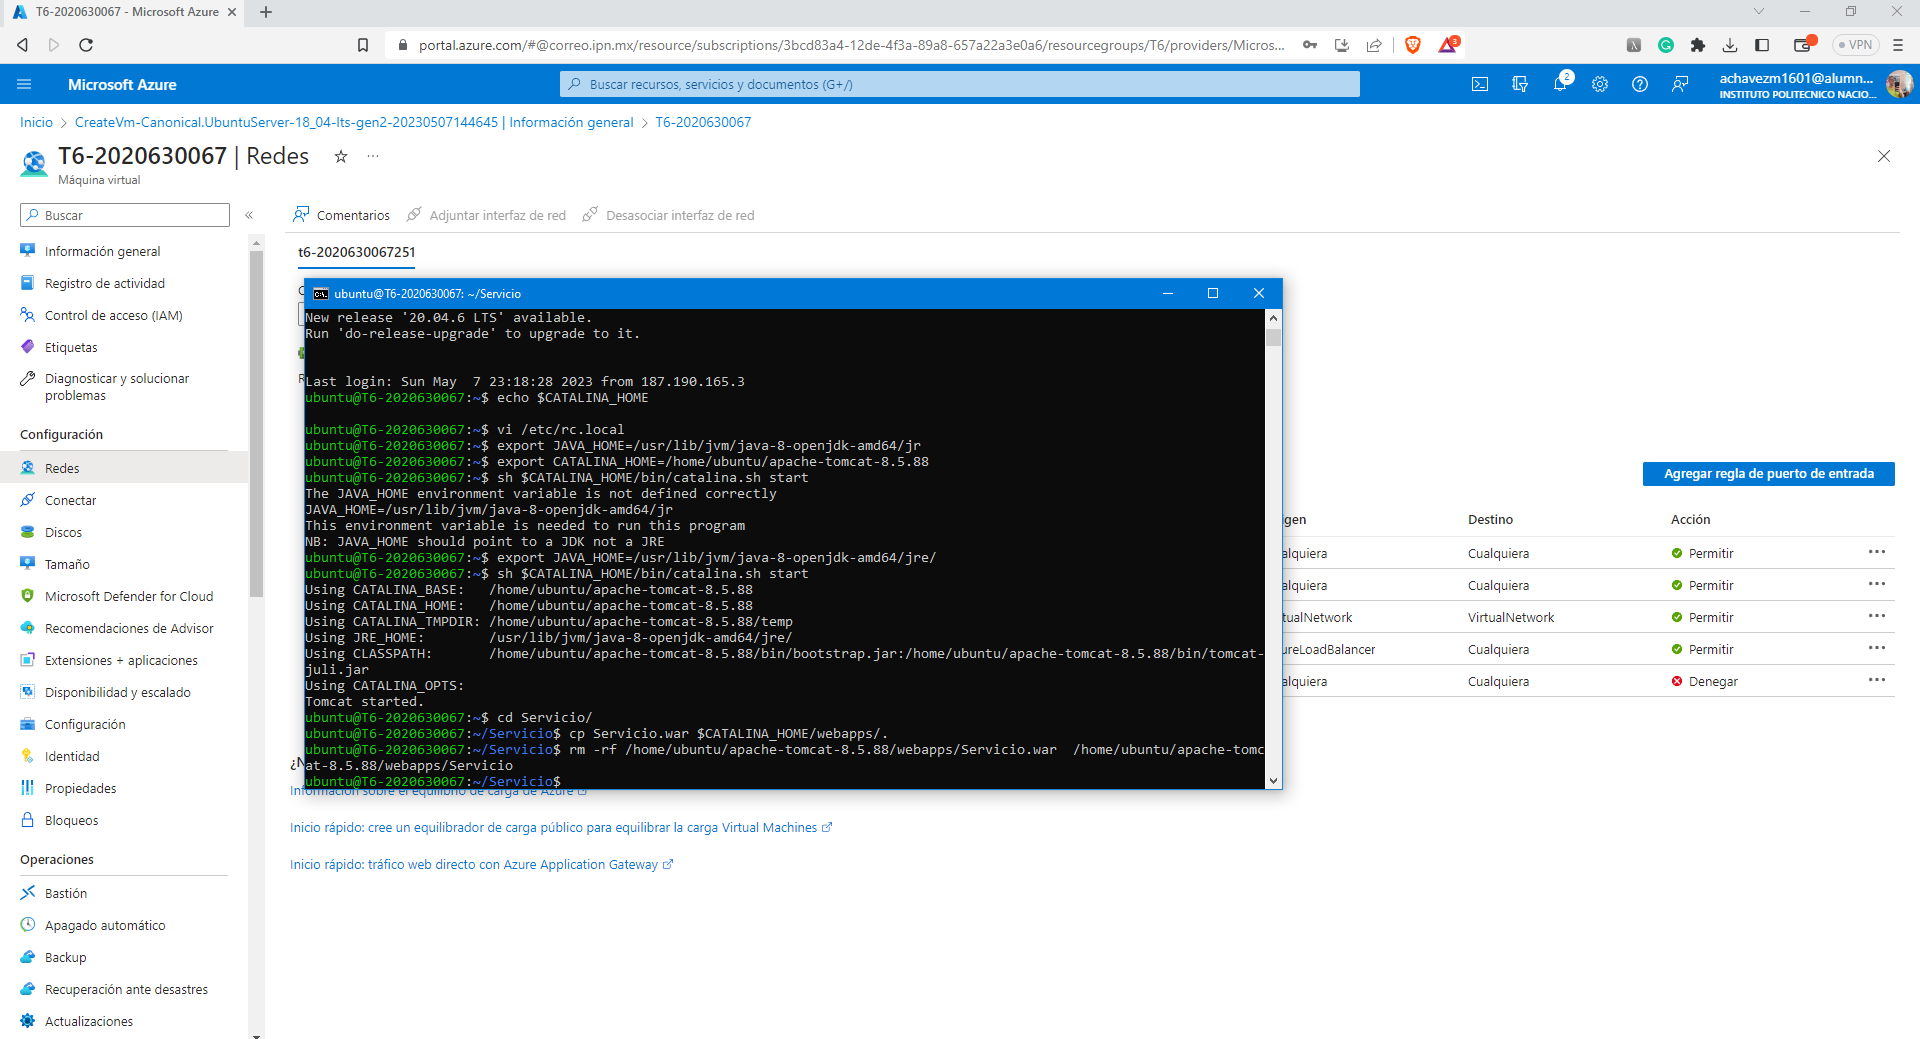 T6-2020630067 - Microsoft Azure
portal.azure.com/#@correo.ipn.mx/resource/subscriptions/3bcd83a4-12de-4f3a-89a8-657a22a3e0a6/resourcegroups/T6/providers/Micros...
3
VPN
Microsoft Azure
Buscar recursos, servicios y documentos (G+/)
2
achavezm1601@alumn...
INSTITUTO POLITECNICO NACIO...
Inicio > CreateVm-Canonical.UbuntuServer-18_04-lts-gen2-20230507144645 | Información general > T6-2020630067
T6-2020630067 | Redes
Máquina virtual
Buscar
Comentarios
Adjuntar interfaz de red
Desasociar interfaz de red
t6-2020630067251
Información general
Registro de actividad
Control de acceso (IAM)
Etiquetas
Diagnosticar y solucionar
problemas
Configuración
Redes
Conectar
Discos
Tamaño
Microsoft Defender for Cloud
Recomendaciones de Advisor
Extensiones + aplicaciones
Disponibilidad y escalado
Configuración
Identidad
Propiedades
Bloqueos
Operaciones
Bastión
Apagado automático
Backup
Recuperación ante desastres
Actualizaciones
ubuntu@T6-2020630067: ~/Servicio
New release '20.04.6 LTS' available.
Run 'do-release-upgrade' to upgrade to it.
Last login: Sun May  7 23:18:28 2023 from 187.190.165.3
ubuntu@T6-2020630067:~$ echo $CATALINA_HOME
ubuntu@T6-2020630067:~$ vi /etc/rc.local
ubuntu@T6-2020630067:~$ export JAVA_HOME=/usr/lib/jvm/java-8-openjdk-amd64/jr
ubuntu@T6-2020630067:~$ export CATALINA_HOME=/home/ubuntu/apache-tomcat-8.5.88
ubuntu@T6-2020630067:~$ sh $CATALINA_HOME/bin/catalina.sh start
The JAVA_HOME environment variable is not defined correctly
JAVA_HOME=/usr/lib/jvm/java-8-openjdk-amd64/jr
This environment variable is needed to run this program
NB: JAVA_HOME should point to a JDK not a JRE
ubuntu@T6-2020630067:~$ export JAVA_HOME=/usr/lib/jvm/java-8-openjdk-amd64/jre/
ubuntu@T6-2020630067:~$ sh $CATALINA_HOME/bin/catalina.sh start
Using CATALINA_BASE:   /home/ubuntu/apache-tomcat-8.5.88
Using CATALINA_HOME:   /home/ubuntu/apache-tomcat-8.5.88
Using CATALINA_TMPDIR: /home/ubuntu/apache-tomcat-8.5.88/temp
Using JRE_HOME:        /usr/lib/jvm/java-8-openjdk-amd64/jre/
Using CLASSPATH:       /home/ubuntu/apache-tomcat-8.5.88/bin/bootstrap.jar:/home/ubuntu/apache-tomcat-8.5.88/bin/tomcat-
juli.jar
Using CATALINA_OPTS:
Tomcat started.
ubuntu@T6-2020630067:~$ cd Servicio/
ubuntu@T6-2020630067:~/Servicio$ cp Servicio.war $CATALINA_HOME/webapps/.
ubuntu@T6-2020630067:~/Servicio$ rm -rf /home/ubuntu/apache-tomcat-8.5.88/webapps/Servicio.war  /home/ubuntu/apache-tomc
at-8.5.88/webapps/Servicio
ubuntu@T6-2020630067:~/Servicio$
Agregar regla de puerto de entrada
gen Destino Acción
alquiera Cualquiera Permitir
alquiera Cualquiera Permitir
tualNetwork VirtualNetwork Permitir
ureLoadBalancer Cualquiera Permitir
alquiera Cualquiera Denegar
¿N
Información sobre el equilibrio de carga de Azure
Inicio rápido: cree un equilibrador de carga público para equilibrar la carga Virtual Machines
Inicio rápido: tráfico web directo con Azure Application Gateway